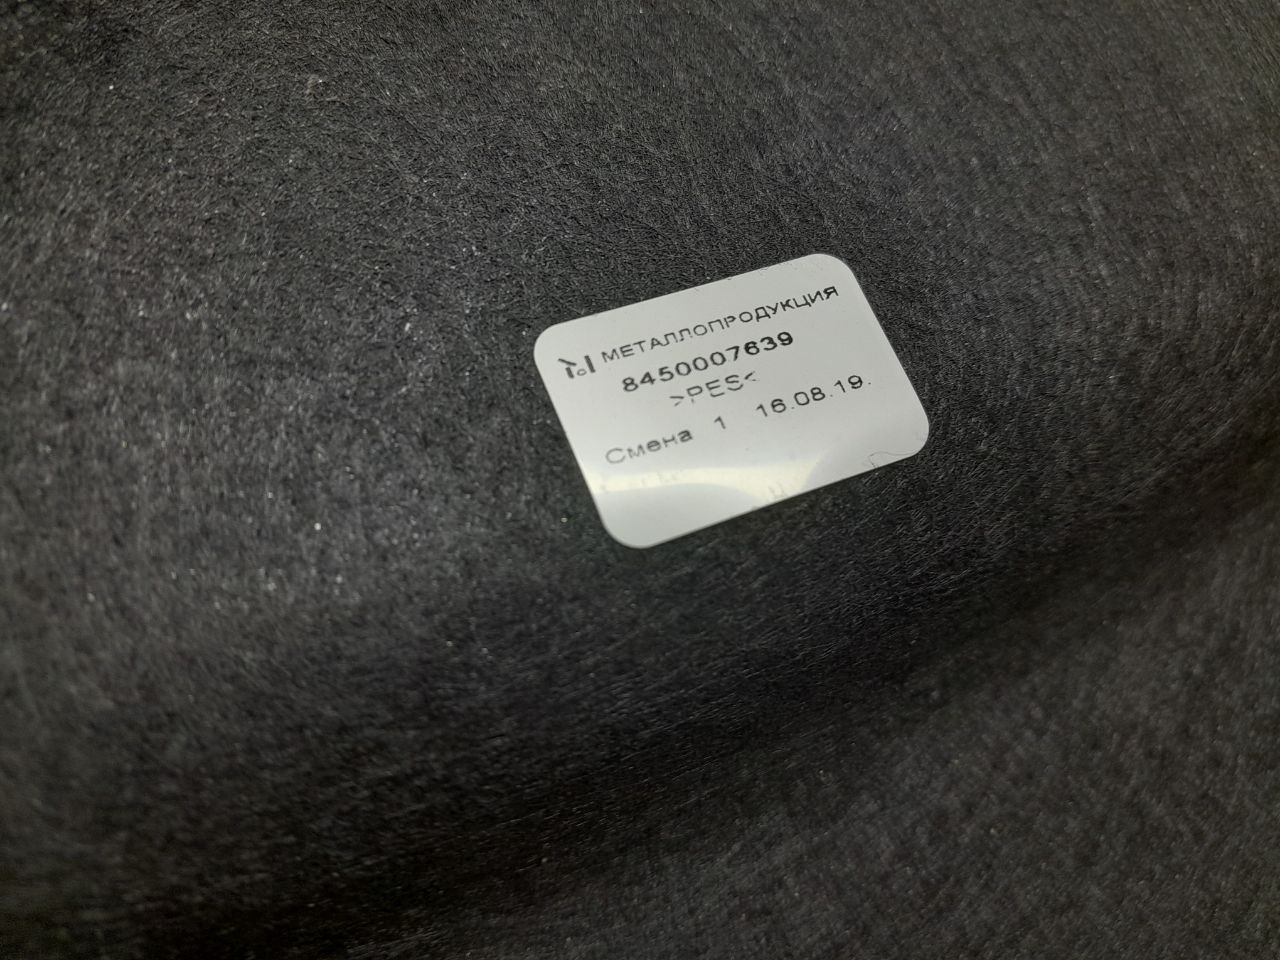 МЕТАЛЛОПРОДУКЦИЯ
8450007639
>PES<
Смена 1 16.08.19.